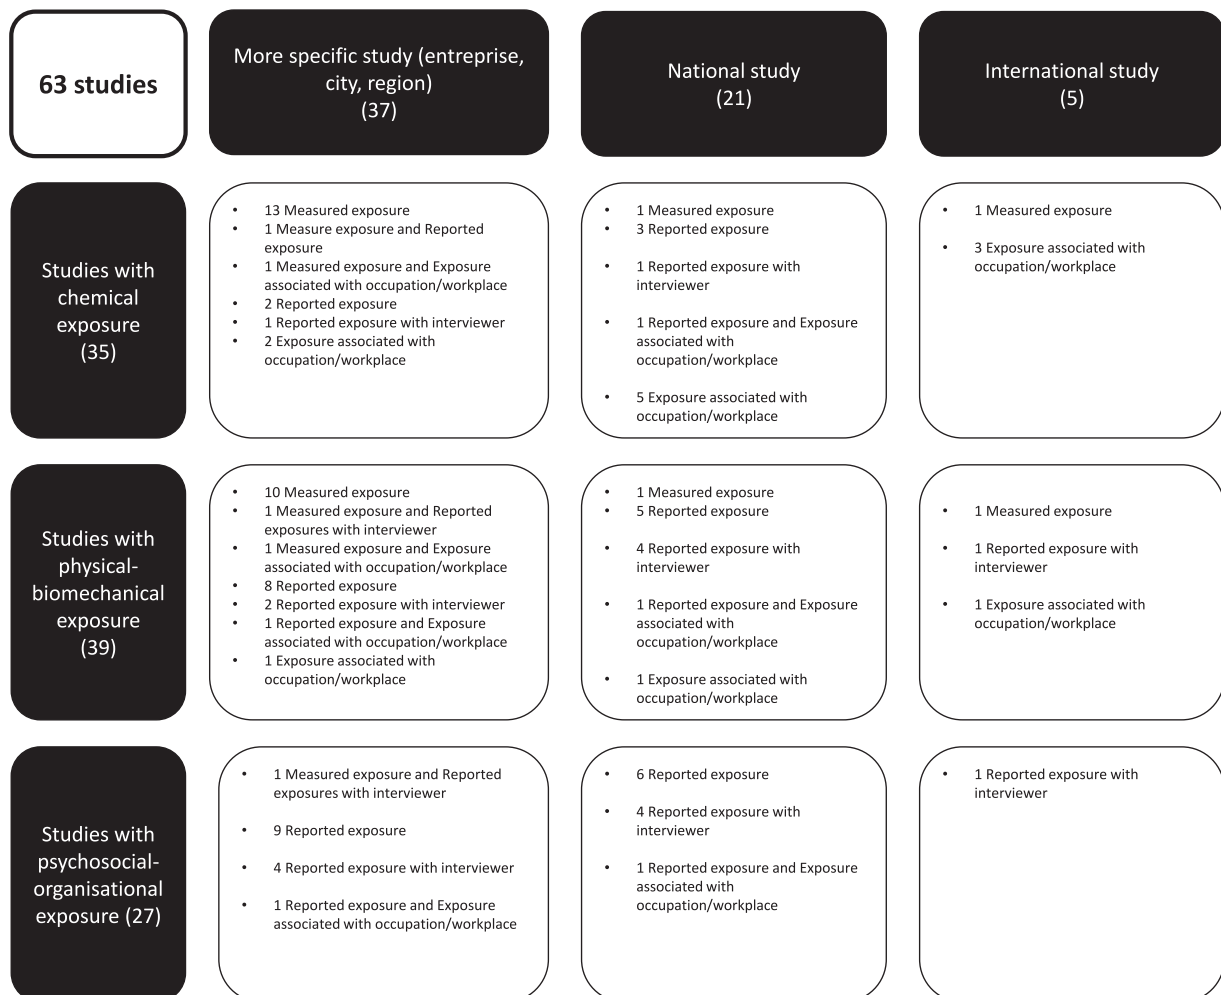 63 studies
More specific study (entreprise,
city, region)
(37)
National study
(21)
International study
(5)
Studies with
chemical
exposure
(35)
• 13 Measured exposure
• 1 Measure exposure and Reported
exposure
• 1 Measured exposure and Exposure
associated with occupation/workplace
• 2 Reported exposure
• 1 Reported exposure with interviewer
• 2 Exposure associated with
occupation/workplace
• 1 Measured exposure
• 3 Reported exposure
• 1 Reported exposure with
interviewer
• 1 Reported exposure and Exposure
associated with
occupation/workplace
• 5 Exposure associated with
occupation/workplace
• 1 Measured exposure
• 3 Exposure associated with
occupation/workplace
Studies with
physical-
biomechanical
exposure
(39)
• 10 Measured exposure
• 1 Measured exposure and Reported
exposures with interviewer
• 1 Measured exposure and Exposure
associated with occupation/workplace
• 8 Reported exposure
• 2 Reported exposure with interviewer
• 1 Reported exposure and Exposure
associated with occupation/workplace
• 1 Exposure associated with
occupation/workplace
• 1 Measured exposure
• 5 Reported exposure
• 4 Reported exposure with
interviewer
• 1 Reported exposure and Exposure
associated with
occupation/workplace
• 1 Exposure associated with
occupation/workplace
• 1 Measured exposure
• 1 Reported exposure with
interviewer
• 1 Exposure associated with
occupation/workplace
Studies with
psychosocial-
organisational
exposure (27)
• 1 Measured exposure and Reported
exposures with interviewer
• 9 Reported exposure
• 4 Reported exposure with interviewer
• 1 Reported exposure and Exposure
associated with occupation/workplace
• 6 Reported exposure
• 4 Reported exposure with
interviewer
• 1 Reported exposure and Exposure
associated with
occupation/workplace
• 1 Reported exposure with
interviewer